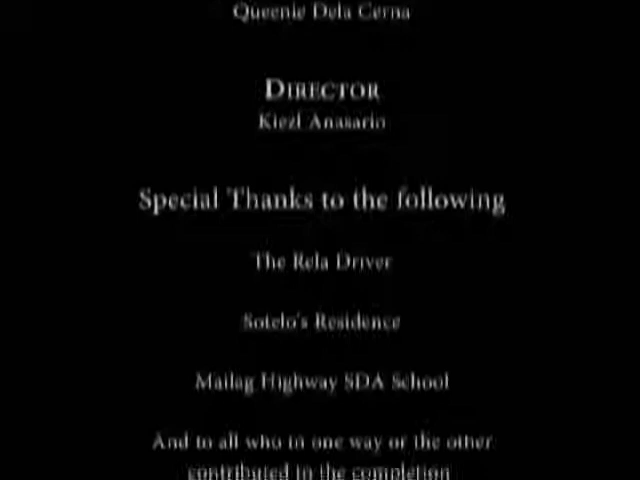 Queenie Dela Cerna
DIRECTOR
Kiezl Anasario
Special Thanks to the following
The Rela Driver
Sotelo's Residence
Mailag Highway SDA School
And to all who in one way or the other
contributed in the completion